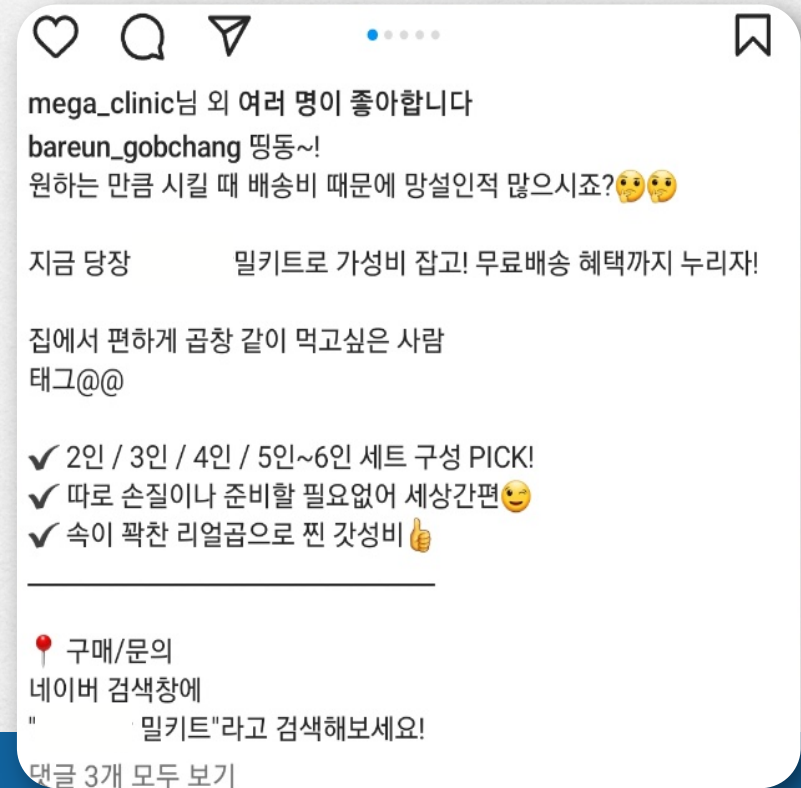 mega_clinic님 외 여러 명이 좋아합니다
bareun_gobchang 띵동~!
원하는 만큼 시킬 때 배송비 때문에 망설인적 많으시죠?🤔🤔
지금 당장 밀키트로 가성비 잡고! 무료배송 혜택까지 누리자!
집에서 편하게 곱창 같이 먹고싶은 사람
태그@@
✔ 2인 / 3인 / 4인 / 5인~6인 세트 구성 PICK!
✔ 따로 손질이나 준비할 필요없어 세상간편😉
✔ 속이 꽉찬 리얼곱으로 찐 갓성비👍
📍 구매/문의
네이버 검색창에
" 밀키트"라고 검색해보세요!
댓글 3개 모두 보기